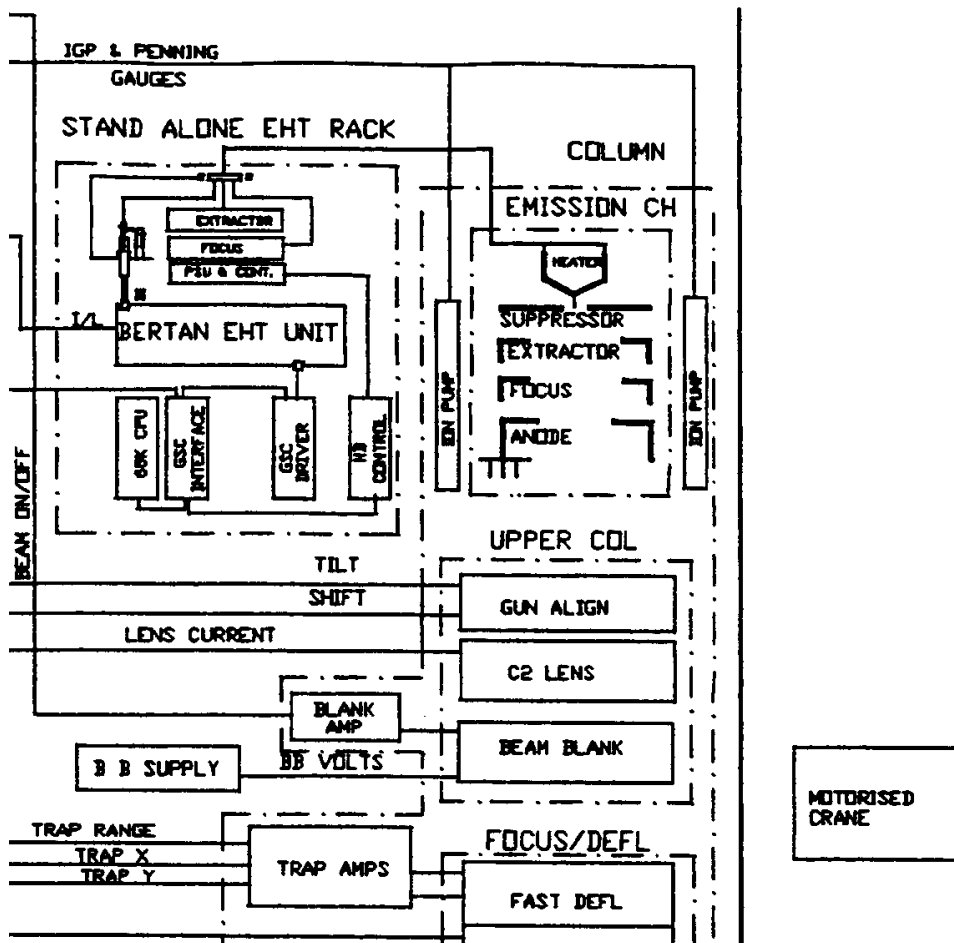 IGP & PENNING
GAUGES
STAND ALONE EHT RACK
COLUMN
EXTRACTOR
EMISSION CH
FOCUS
HEATER
PSU & CONT.
I/L
BERTAN EHT UNIT
SUPPRESSOR
EXTRACTOR
FOCUS
ANODE
ION PUMP
ION PUMP
68K CPU
GSC
INTERFACE
GSC
DRIVER
CONTROL
BEAM ON/OFF
UPPER COL
TILT
SHIFT
GUN ALIGN
LENS CURRENT
C2 LENS
BLANK
AMP
BEAM BLANK
BB VOLTS
B B SUPPLY
MOTORISED
CRANE
TRAP RANGE
TRAP X
TRAP Y
TRAP AMPS
FOCUS/DEFL
FAST DEFL